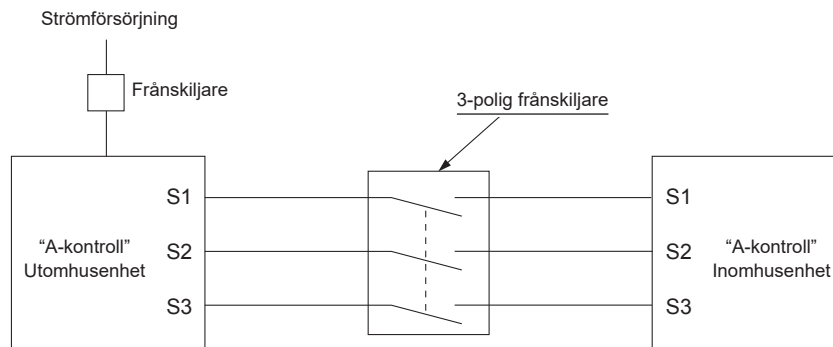 Strömförsörjning
Frånskiljare
3-polig frånskiljare
S1
S1
“A-kontroll”
Utomhusenhet
S2
S2
“A-kontroll”
Inomhusenhet
S3
S3